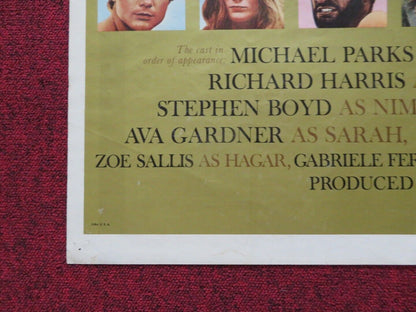 The cast in
order of appearance,
MICHAEL PARKS
RICHARD HARRIS
STEPHEN BOYD AS NIM
AVA GARDNER AS SARAH,
ZOE SALLIS AS HAGAR, GABRIELE FER
PRODUCED